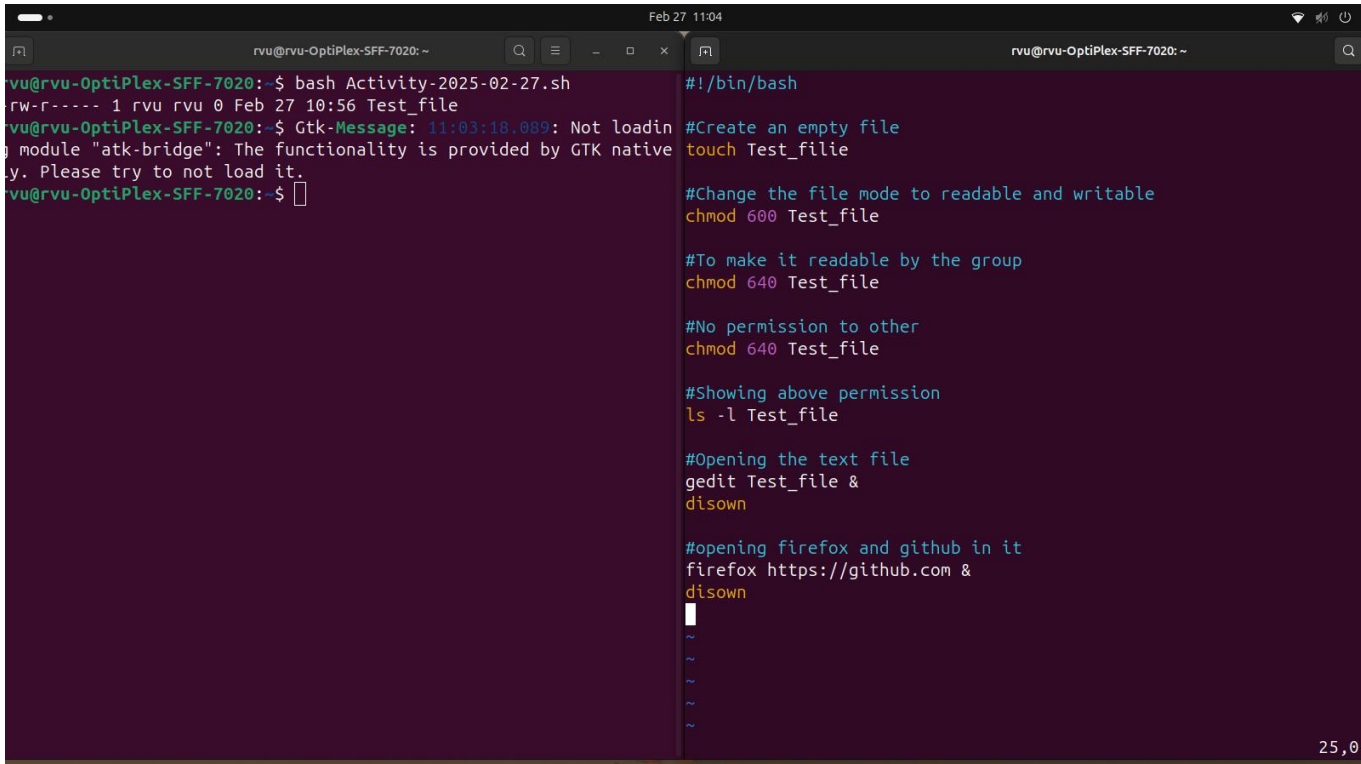 Feb 27 11:04
rvu@rvu-OptiPlex-SFF-7020: ~
vu@rvu-OptiPlex-SFF-7020:~$ bash Activity-2025-02-27.sh
-rw-r----- 1 rvu rvu 0 Feb 27 10:56 Test_file
vu@rvu-OptiPlex-SFF-7020:~$ Gtk-Message: 11:03:18.089: Not loadin
g module "atk-bridge": The functionality is provided by GTK native
ly. Please try to not load it.
vu@rvu-OptiPlex-SFF-7020:~$
rvu@rvu-OptiPlex-SFF-7020: ~
#!/bin/bash
#Create an empty file
touch Test_filie
#Change the file mode to readable and writable
chmod 600 Test_file
#To make it readable by the group
chmod 640 Test_file
#No permission to other
chmod 640 Test_file
#Showing above permission
ls -l Test_file
#Opening the text file
gedit Test_file &
disown
#opening firefox and github in it
firefox https://github.com &
disown
~
~
~
~
~
25,0